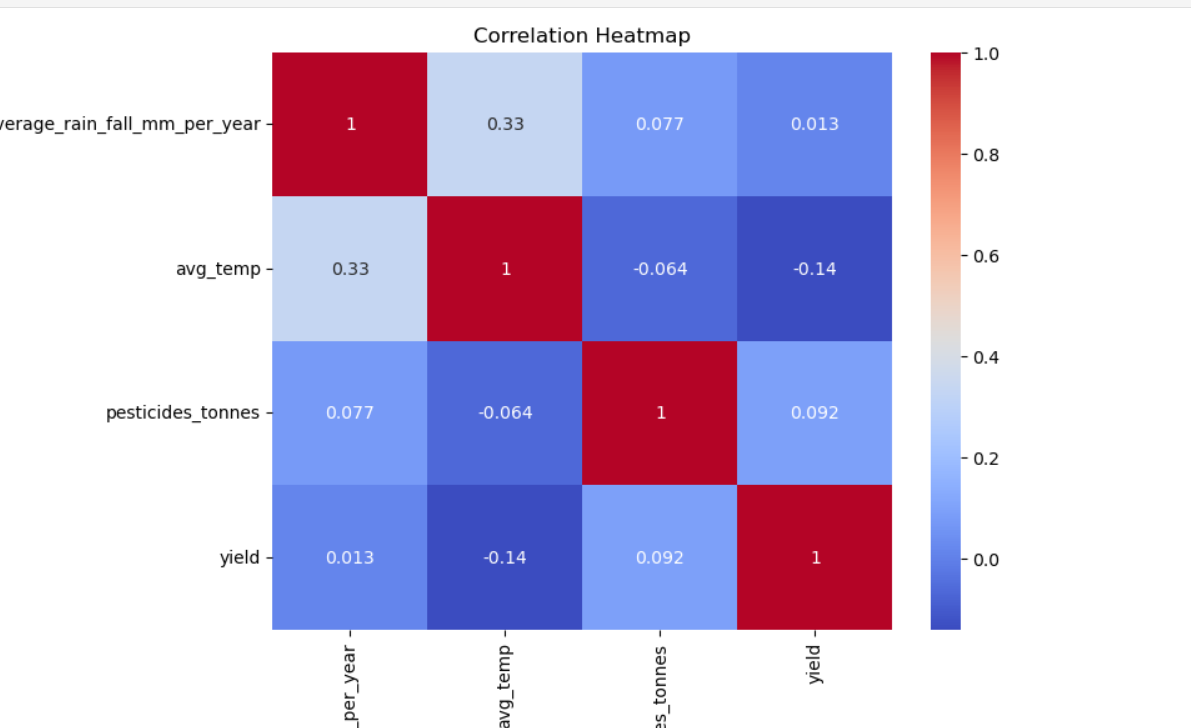 Correlation Heatmap
verage_rain_fall_mm_per_year 1 0.33 0.077 0.013
avg_temp 0.33 1 -0.064 -0.14
pesticides_tonnes 0.077 -0.064 1 0.092
yield 0.013 -0.14 0.092 1
_per_year avg_temp es_tonnes yield
1.0
0.8
0.6
0.4
0.2
0.0